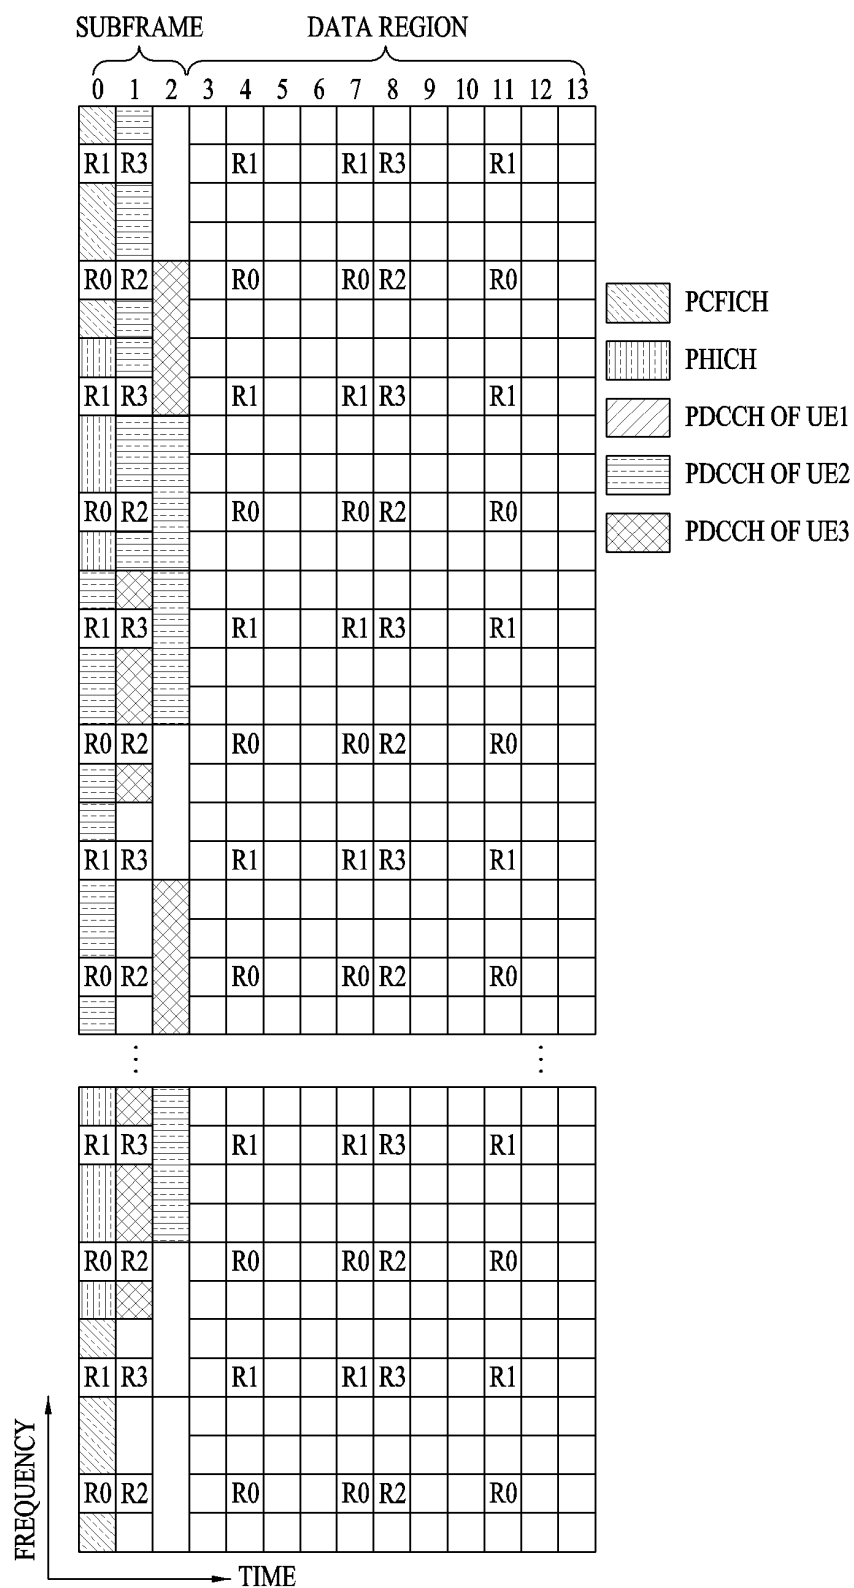 SUBFRAME DATA REGION
0 1 2 3 4 5 6 7 8 9 10 11 12 13
R1 R3 R1 R1 R3 R1
R0 R2 R0 R0 R2 R0
PCFICH
PHICH
R1 R3 R1 R1 R3 R1
PDCCH OF UE1
PDCCH OF UE2
R0 R2 R0 R0 R2 R0
PDCCH OF UE3
R1 R3 R1 R1 R3 R1
R0 R2 R0 R0 R2 R0
R1 R3 R1 R1 R3 R1
R0 R2 R0 R0 R2 R0
R1 R3 R1 R1 R3 R1
R0 R2 R0 R0 R2 R0
R1 R3 R1 R1 R3 R1
R0 R2 R0 R0 R2 R0
FREQUENCY
TIME